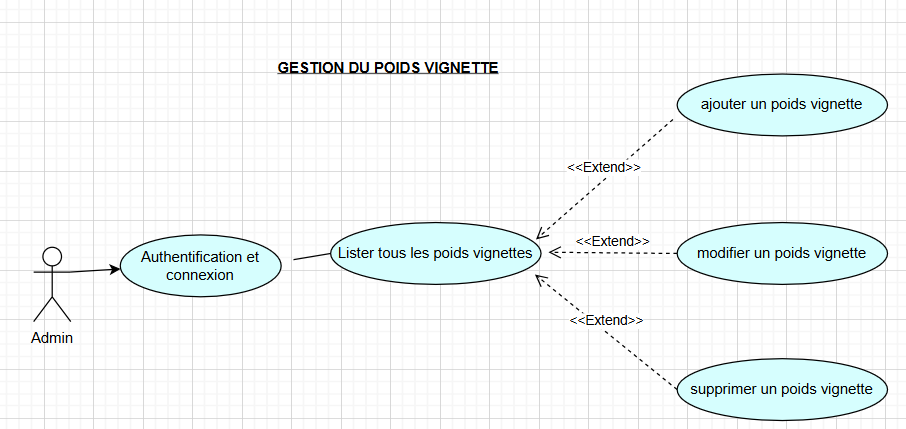 GESTION DU POIDS VIGNETTE
ajouter un poids vignette
<<Extend>>
<<Extend>>
Authentification et
connexion
Lister tous les poids vignettes
modifier un poids vignette
<<Extend>>
Admin
supprimer un poids vignette